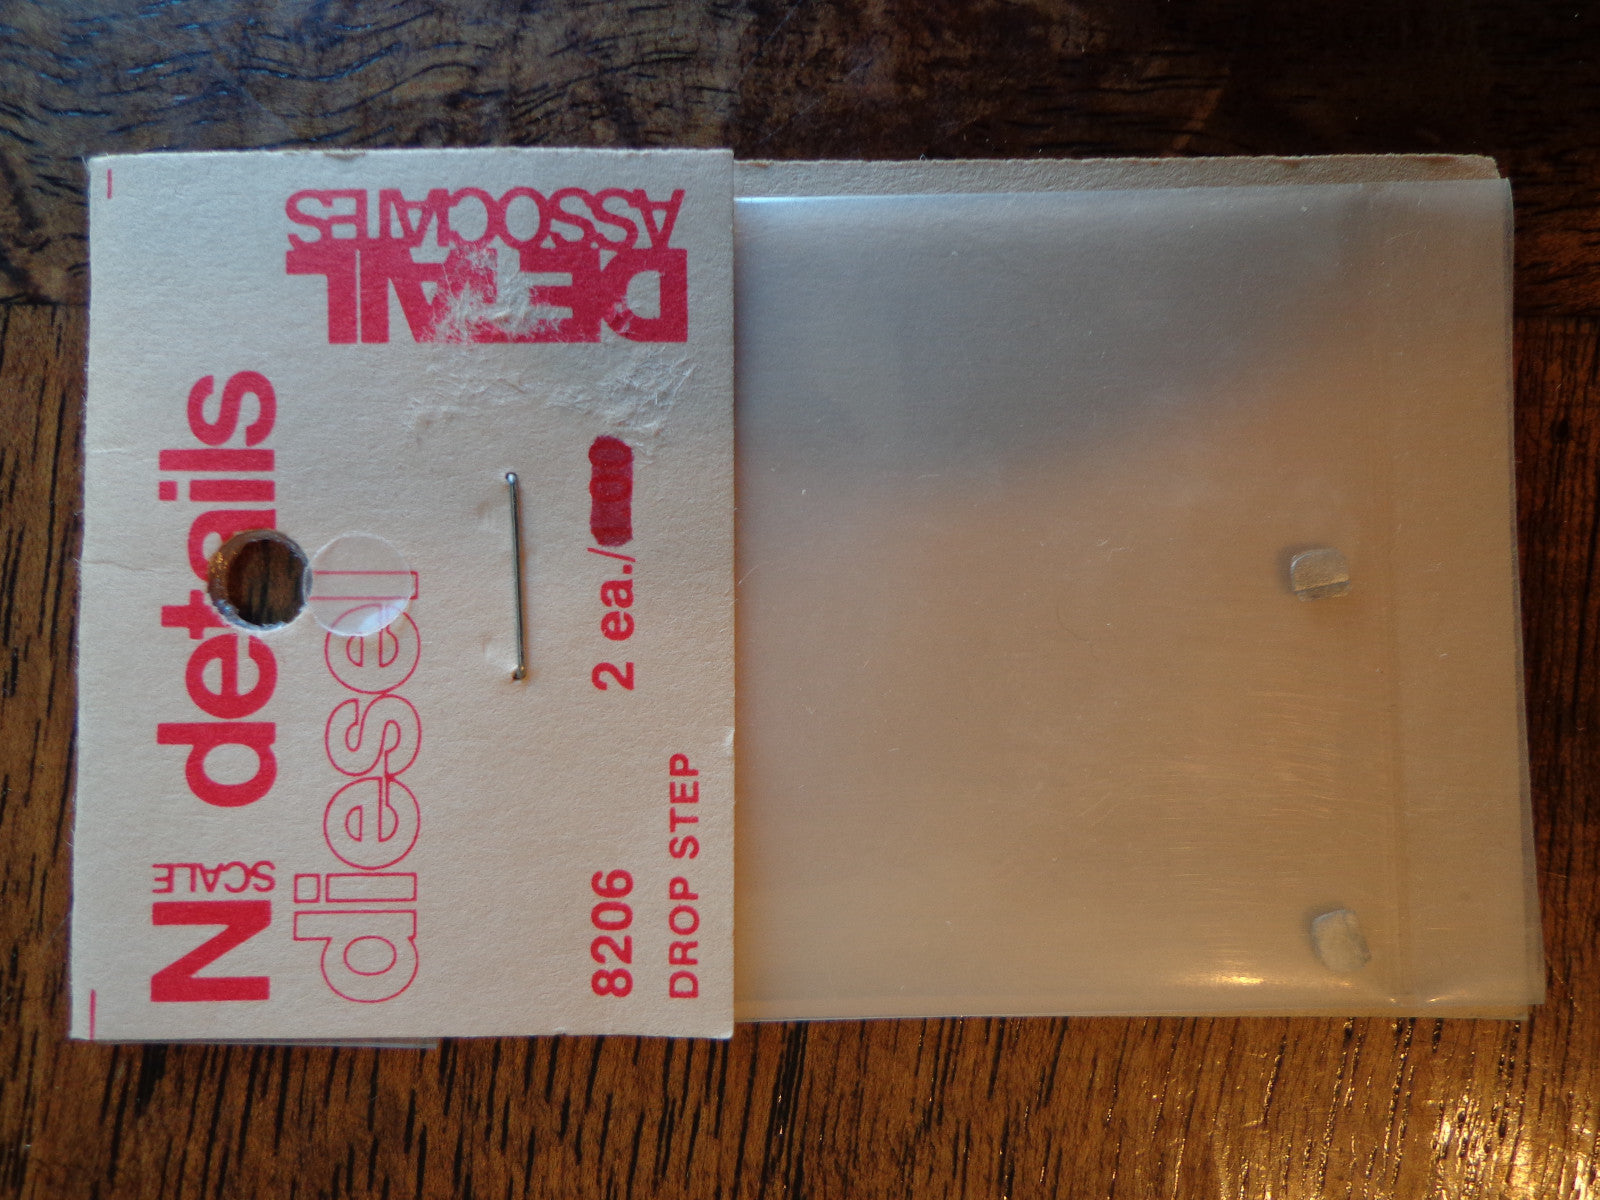 N SCALE details
diesel
DETAIL
ASSOCIATES
8206 2 ea./
DROP STEP